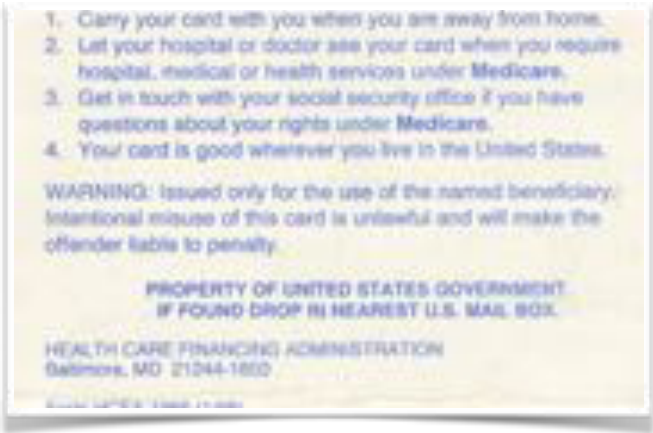 1. Carry your card with you when you are away from home.
2. Let your hospital or doctor see your card when you require
hospital, medical or health services under Medicare.
3. Get in touch with your social security office if you have
questions about your rights under Medicare.
4. Your card is good wherever you live in the United States.
WARNING: Issued only for the use of the named beneficiary.
Intentional misuse of this card is unlawful and will make the
offender liable to penalty.
PROPERTY OF UNITED STATES GOVERNMENT
IF FOUND DROP IN NEAREST U.S. MAIL BOX.
HEALTH CARE FINANCING ADMINISTRATION
Baltimore, MD 21244-1850